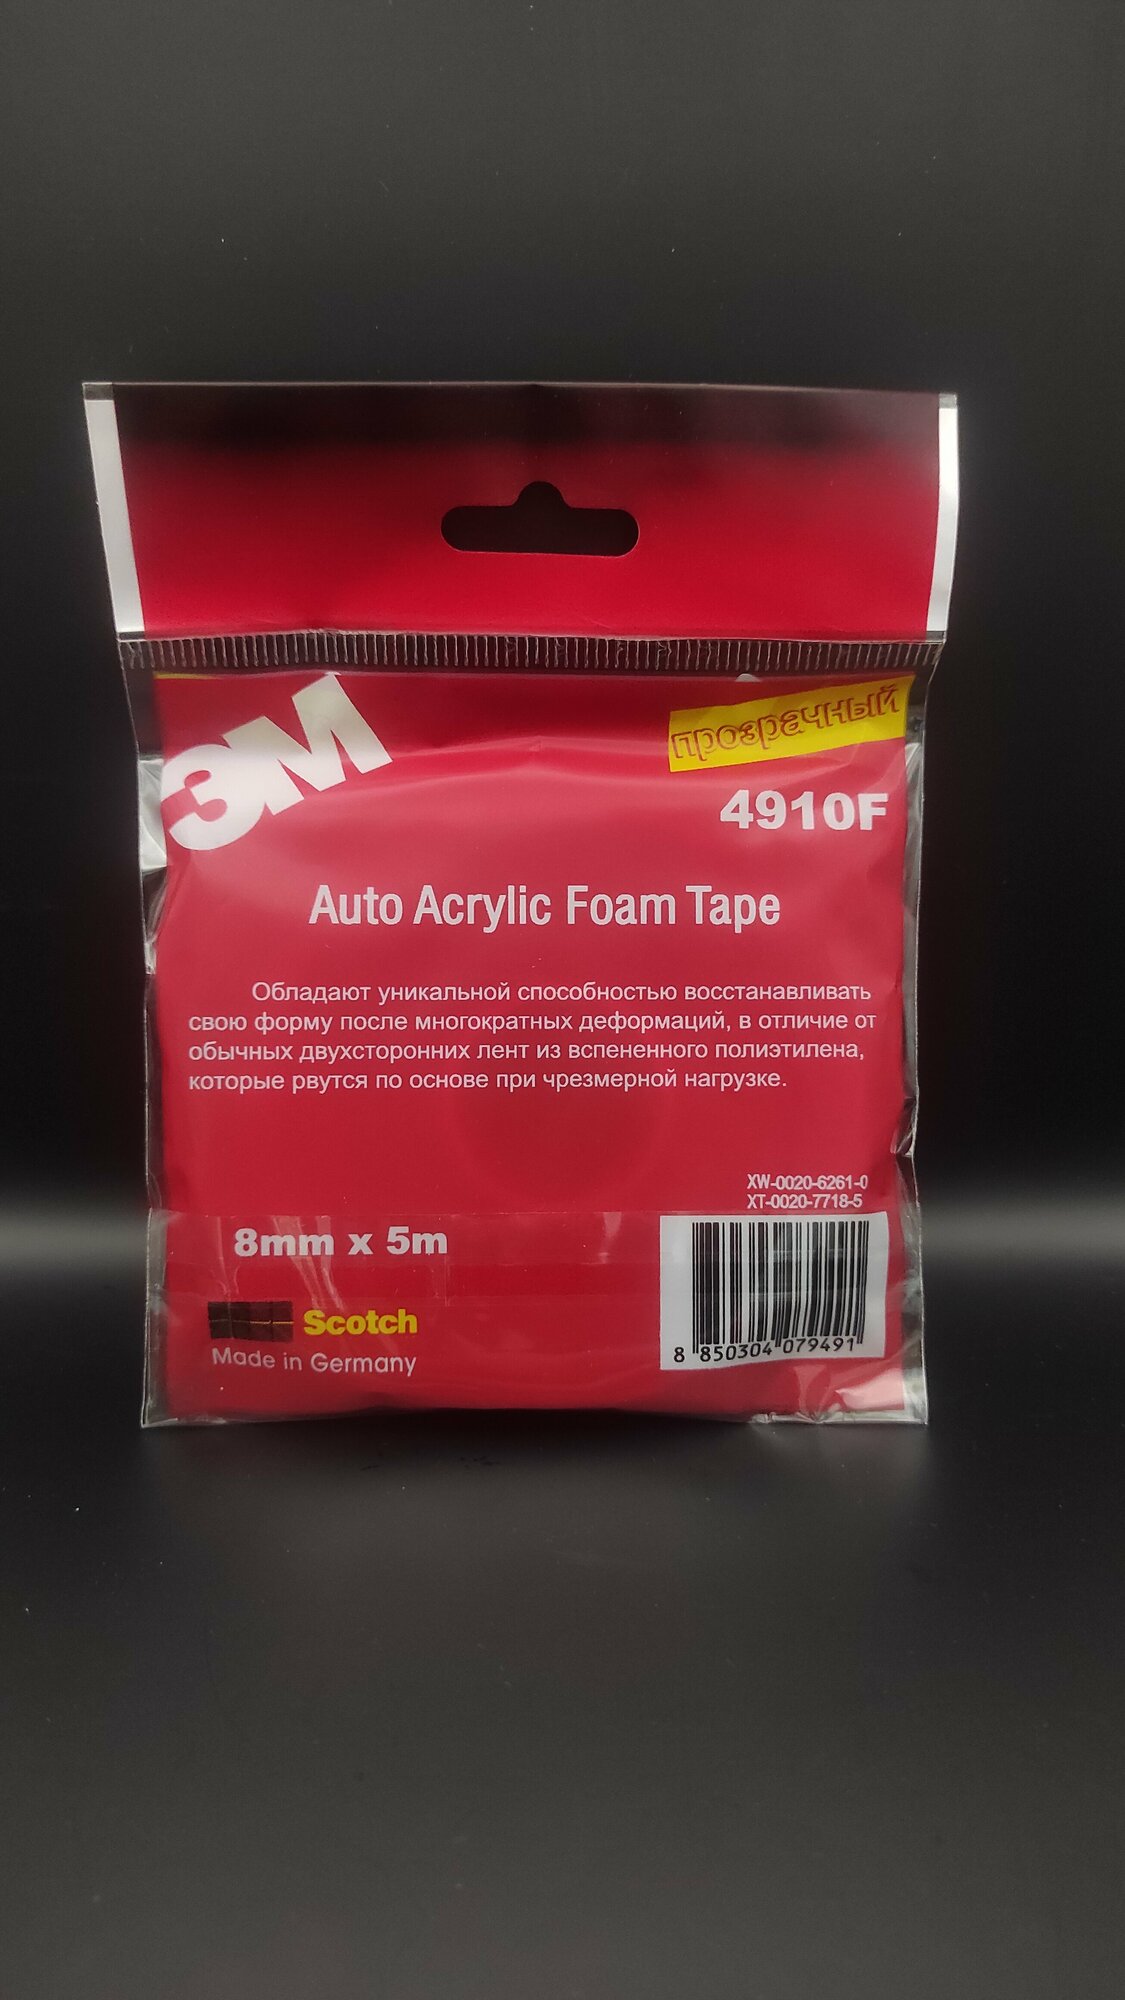 3M
прозрачный
4910F
Auto Acrylic Foam Tape
Обладают уникальной способностью восстанавливать
свою форму после многократных деформаций, в отличие от
обычных двухсторонних лент из вспененного полиэтилена,
которые рвутся по основе при чрезмерной нагрузке.
XW-0020-6261-0
XT-0020-7718-5
8mm x 5m
Scotch
Made in Germany
8 850304 079491